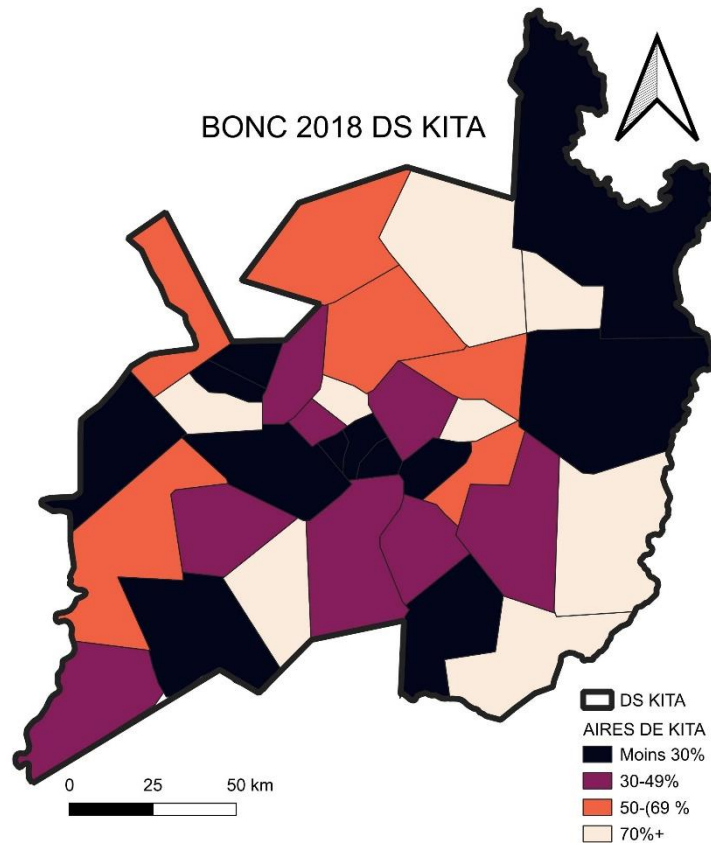 BONC 2018 DS KITA
DS KITA
AIRES DE KITA
Moins 30%
30-49%
50-(69 %
70%+
0 25 50 km